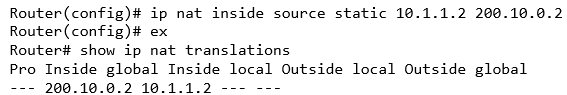 Router(config)# ip nat inside source static 10.1.1.2 200.10.0.2
Router(config)# ex
Router# show ip nat translations
Pro Inside global Inside local Outside local Outside global
--- 200.10.0.2 10.1.1.2 --- ---